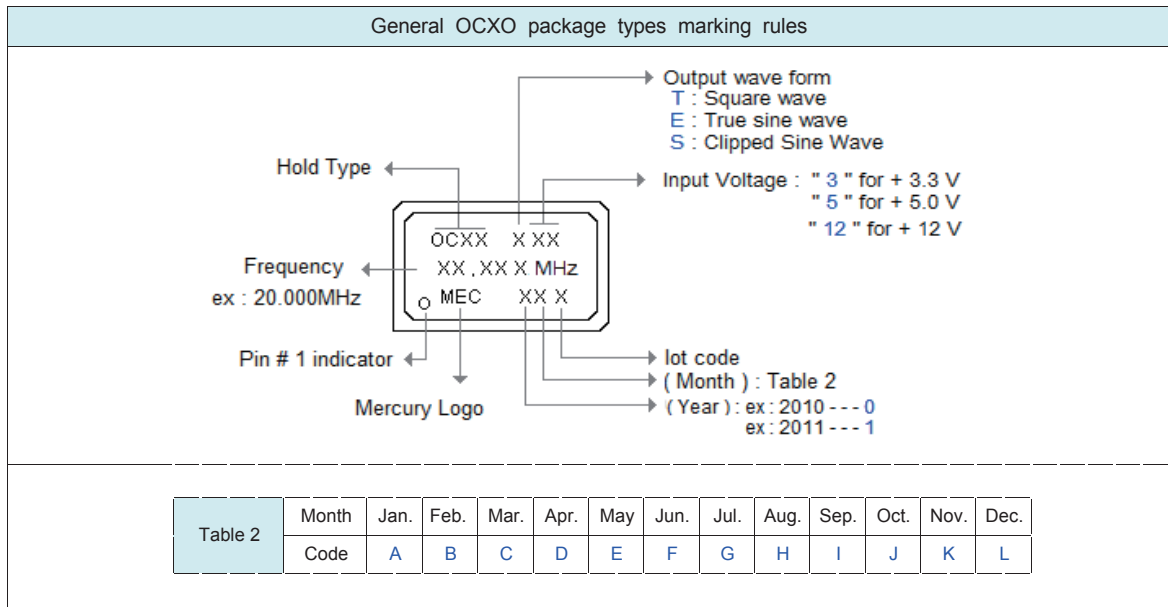 General OCXO package types marking rules
Output wave form
T : Square wave
E : True sine wave
S : Clipped Sine Wave
Hold Type
Input Voltage : " 3 " for + 3.3 V
" 5 " for + 5.0 V
" 12 " for + 12 V
OCXX X XX
Frequency
XX . XX X MHz
ex : 20.000MHz
O MEC XX X
Pin # 1 indicator
lot code
( Month ) : Table 2
Mercury Logo
( Year ) : ex : 2010 - - - 0
ex : 2011 - - - 1
Table 2
Month Jan. Feb. Mar. Apr. May Jun. Jul. Aug. Sep. Oct. Nov. Dec.
Code A B C D E F G H I J K L